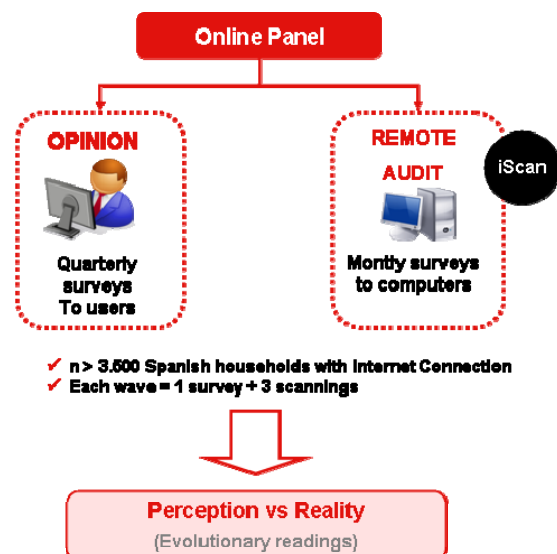 Online Panel
OPINION
Quarterly
surveys
To users
REMOTE
AUDIT
iScan
Montly surveys
to computers
✓ n > 3.500 Spanish households with Internet Connection
✓ Each wave = 1 survey + 3 scannings
Perception vs Reality
(Evolutionary readings)